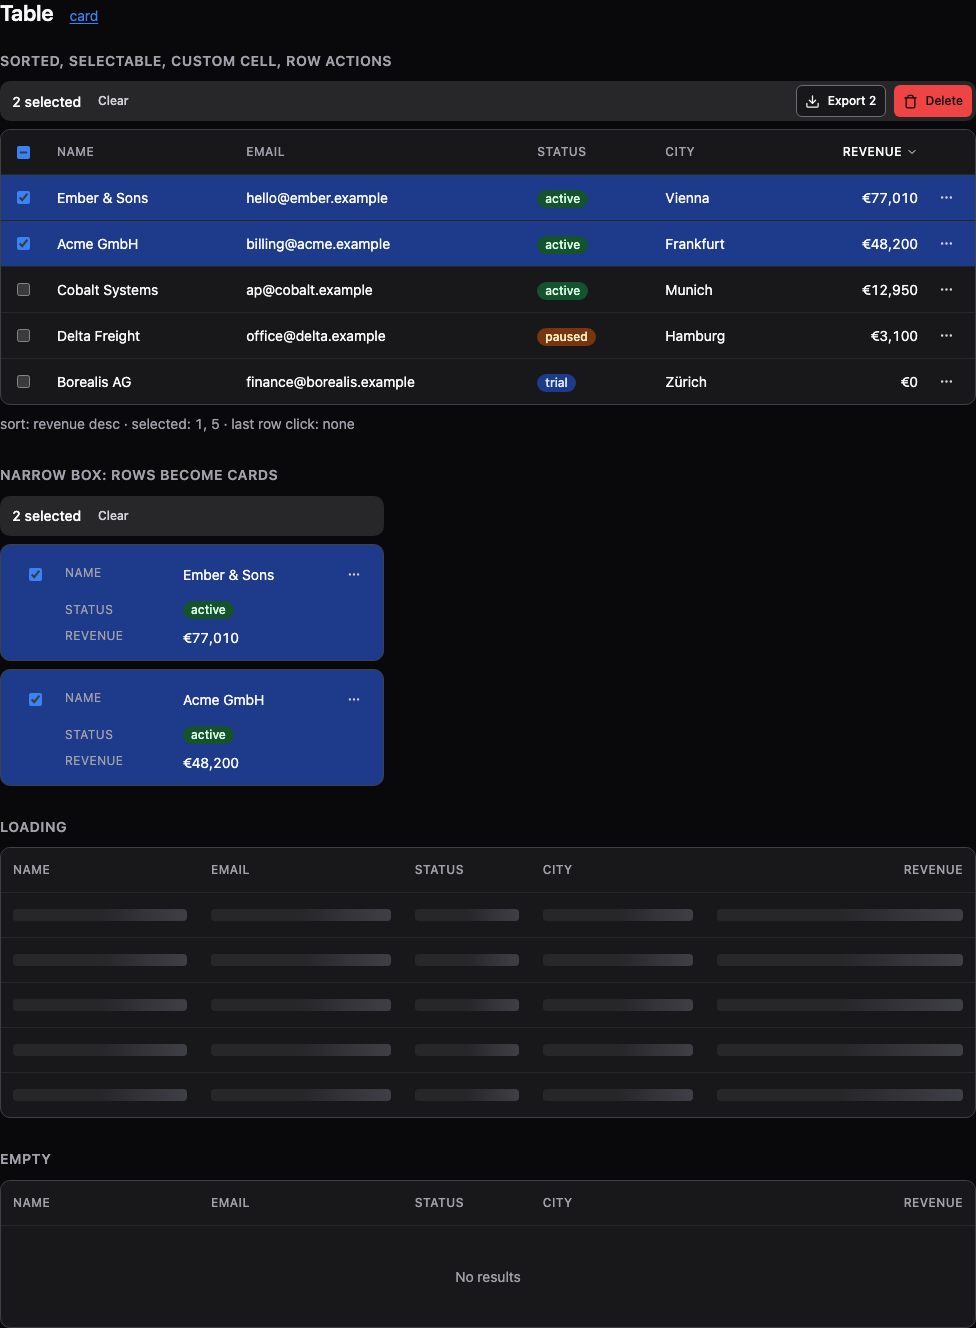 Table card
SORTED, SELECTABLE, CUSTOM CELL, ROW ACTIONS
2 selected Clear Export 2 Delete
NAME EMAIL STATUS CITY REVENUE
Ember & Sons hello@ember.example active Vienna €77,010 ···
Acme GmbH billing@acme.example active Frankfurt €48,200 ···
Cobalt Systems ap@cobalt.example active Munich €12,950 ···
Delta Freight office@delta.example paused Hamburg €3,100 ···
Borealis AG finance@borealis.example trial Zürich €0 ···
sort: revenue desc · selected: 1, 5 · last row click: none
NARROW BOX: ROWS BECOME CARDS
2 selected Clear
NAME Ember & Sons ···
STATUS active
REVENUE €77,010
NAME Acme GmbH ···
STATUS active
REVENUE €48,200
LOADING
NAME EMAIL STATUS CITY REVENUE
EMPTY
NAME EMAIL STATUS CITY REVENUE
No results